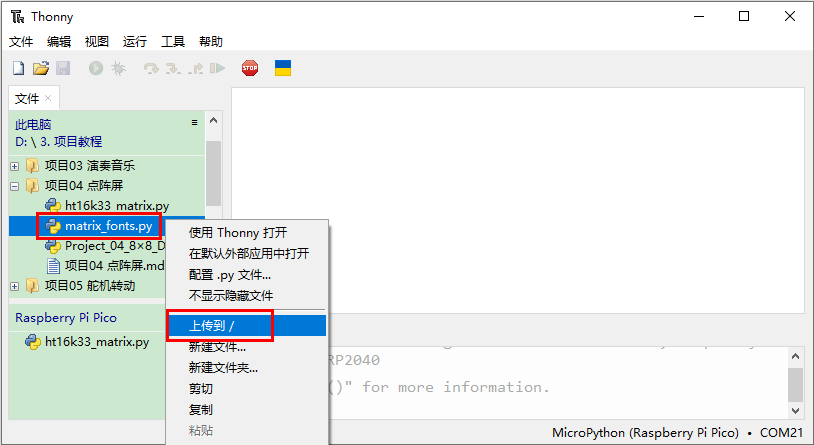 Thonny
文件 编辑 视图 运行 工具 帮助
STOP
文件 ×
此电脑
D: \ 3. 项目教程
项目03 演奏音乐
项目04 点阵屏
ht16k33_matrix.py
matrix_fonts.py
Project_04_8×8_D
项目04 点阵屏.md
项目05 舵机转动
Raspberry Pi Pico
ht16k33_matrix.py
使用 Thonny 打开
在默认外部应用中打开
配置 .py 文件...
不显示隐藏文件
上传到 /
新建文件...
新建文件夹...
剪切
复制
粘贴
RP2040
()" for more information.
MicroPython (Raspberry Pi Pico) • COM21